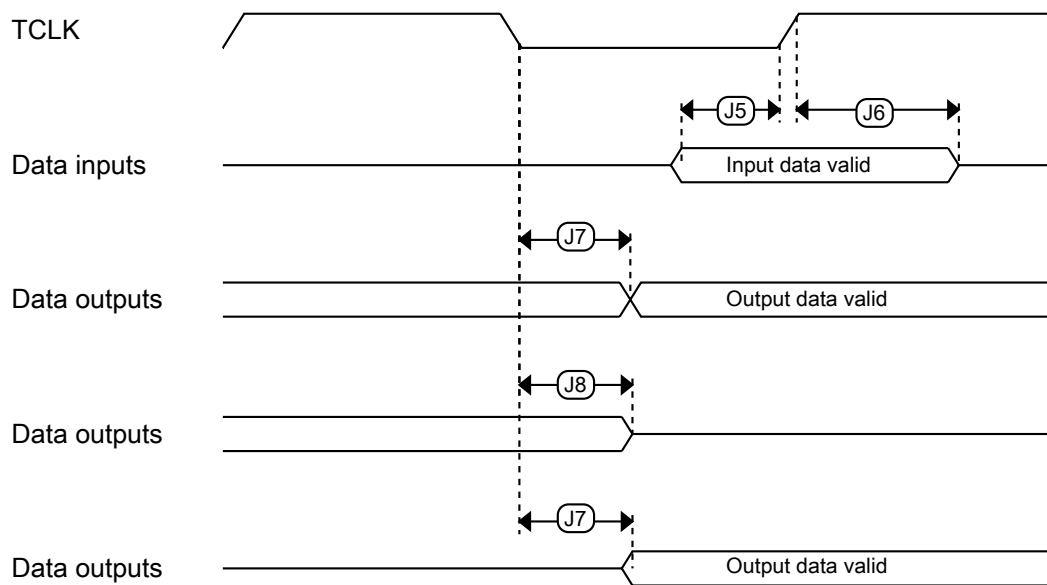 TCLK
J5
J6
Data inputs
Input data valid
J7
Data outputs
Output data valid
J8
Data outputs
J7
Data outputs
Output data valid